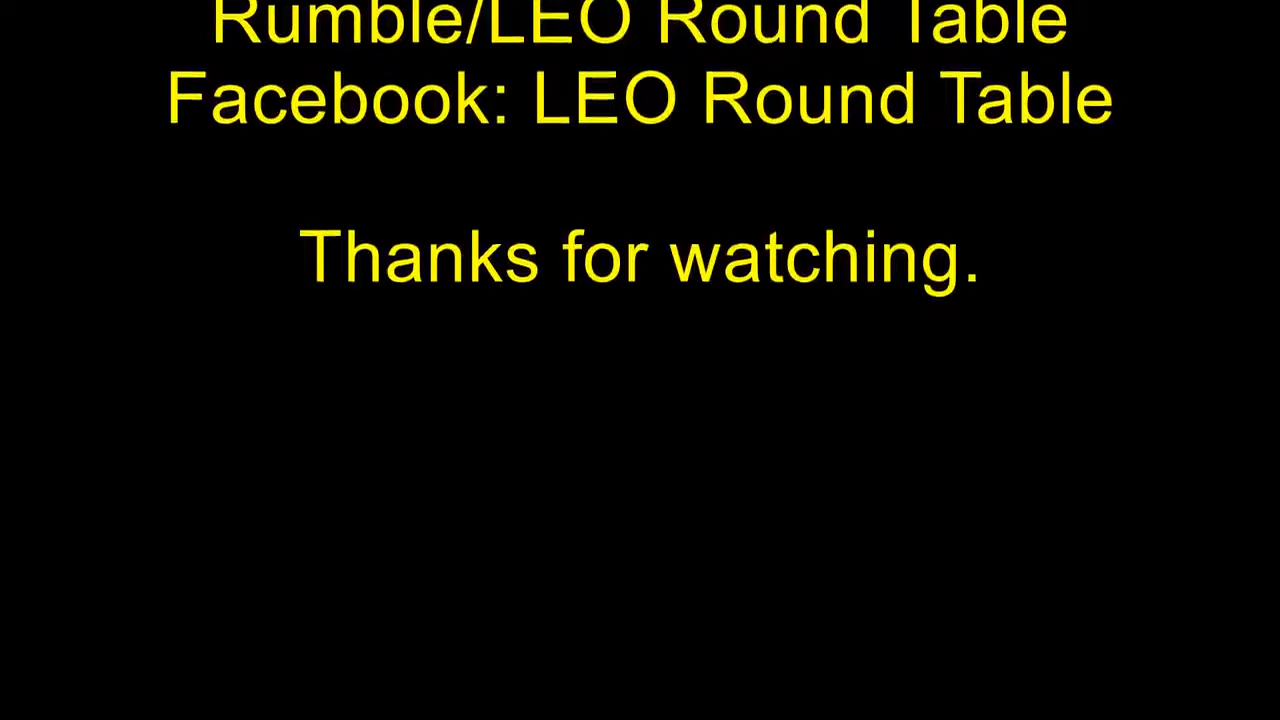 Rumble/LEO Round Table
Facebook: LEO Round Table
Thanks for watching.